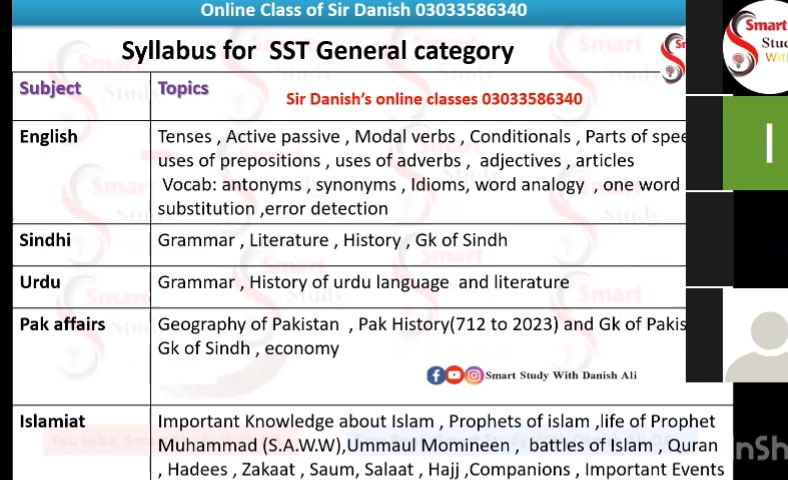 Online Class of Sir Danish 03033586340
Syllabus for SST General category
Subject
Topics
Sir Danish's online classes 03033586340
English
Tenses , Active passive , Modal verbs , Conditionals , Parts of spee
uses of prepositions , uses of adverbs , adjectives , articles
Vocab: antonyms , synonyms , Idioms, word analogy , one word
substitution ,error detection
Sindhi
Grammar , Literature , History , Gk of Sindh
Urdu
Grammar , History of urdu language and literature
Pak affairs
Geography of Pakistan , Pak History(712 to 2023) and Gk of Pakis
Gk of Sindh , economy
Smart Study With Danish Ali
Islamiat
Important Knowledge about Islam , Prophets of islam ,life of Prophet
Muhammad (S.A.W.W),Ummaul Momineen , battles of Islam , Quran
, Hadees , Zakaat , Saum, Salaat , Hajj ,Companions , Important Events
Smart
Stu
Wit
I
nSh